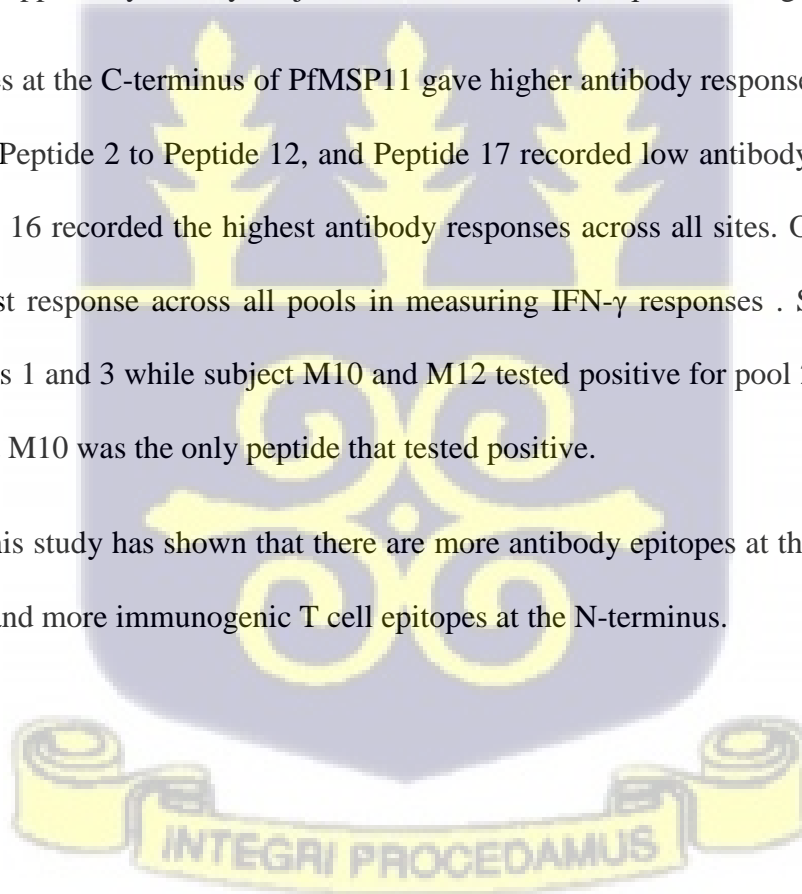 es at the C-terminus of PfMSP11 gave higher antibody response
Peptide 2 to Peptide 12, and Peptide 17 recorded low antibody
16 recorded the highest antibody responses across all sites.
st response across all pools in measuring IFN-γ responses . S
s 1 and 3 while subject M10 and M12 tested positive for pool
M10 was the only peptide that tested positive.
his study has shown that there are more antibody epitopes at th
and more immunogenic T cell epitopes at the N-terminus.
INTEGRI PROCEDAMUS